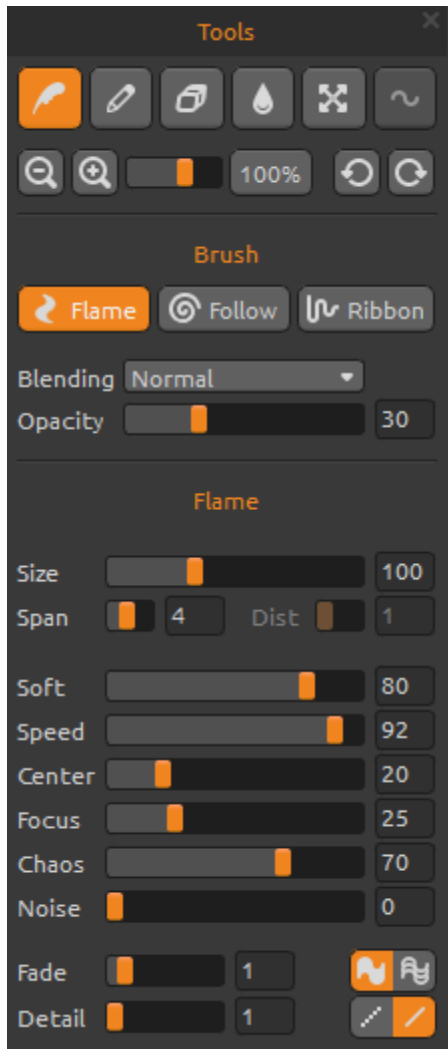 Tools
100%
Brush
Flame Follow Ribbon
Blending Normal
Opacity 30
Flame
Size 100
Span 4 Dist 1
Soft 80
Speed 92
Center 20
Focus 25
Chaos 70
Noise 0
Fade 1
Detail 1